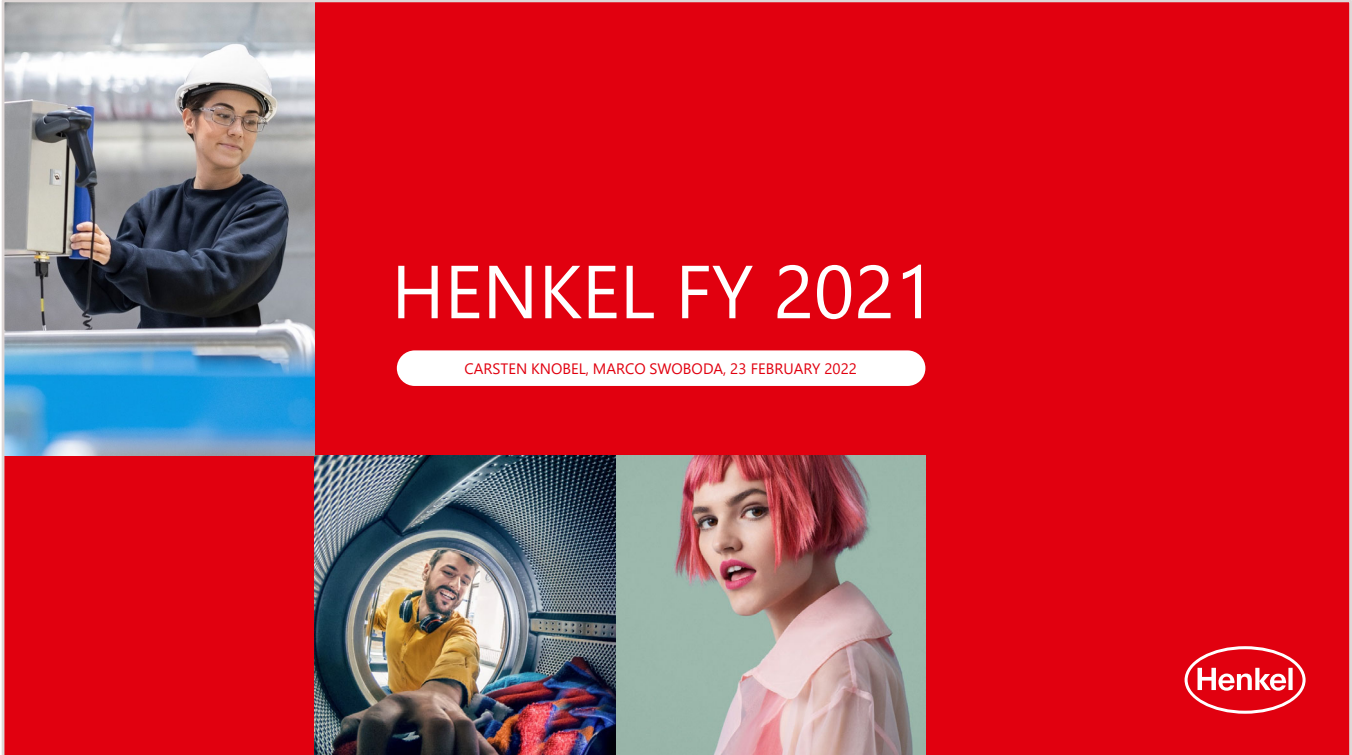 HENKEL FY 2021
CARSTEN KNOBEL, MARCO SWOBODA, 23 FEBRUARY 2022
Henkel